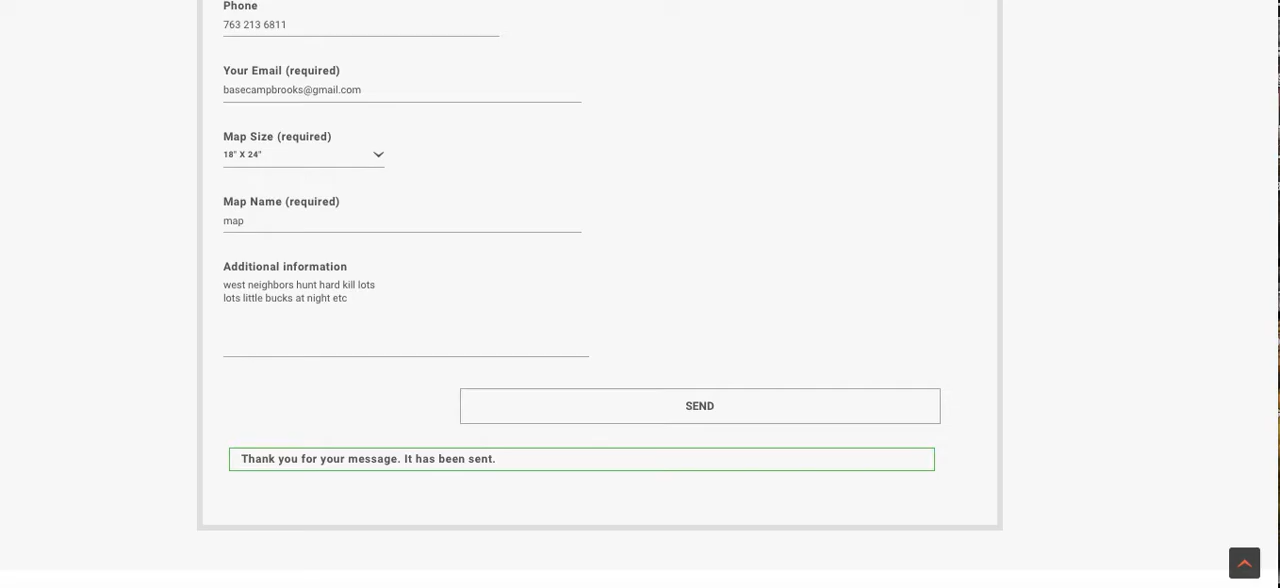 Phone
763 213 6811
Your Email (required)
basecampbrooks@gmail.com
Map Size (required)
18" X 24"
Map Name (required)
map
Additional information
west neighbors hunt hard kill lots
lots little bucks at night etc
SEND
Thank you for your message. It has been sent.